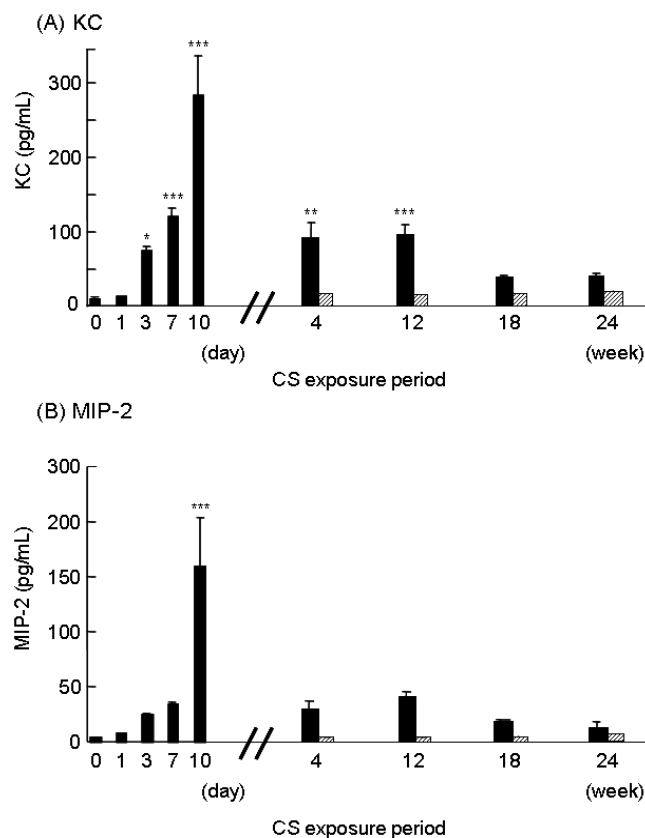 (A) KC
***
300
***
200
**
***
*
100
0
KC (pg/mL)
0 1 3 7 10 4 12 18 24
(day) (week)
CS exposure period
(B) MIP-2
300
***
200
150
100
50
0
MIP-2 (pg/mL)
0 1 3 7 10 4 12 18 24
(day) (week)
CS exposure period